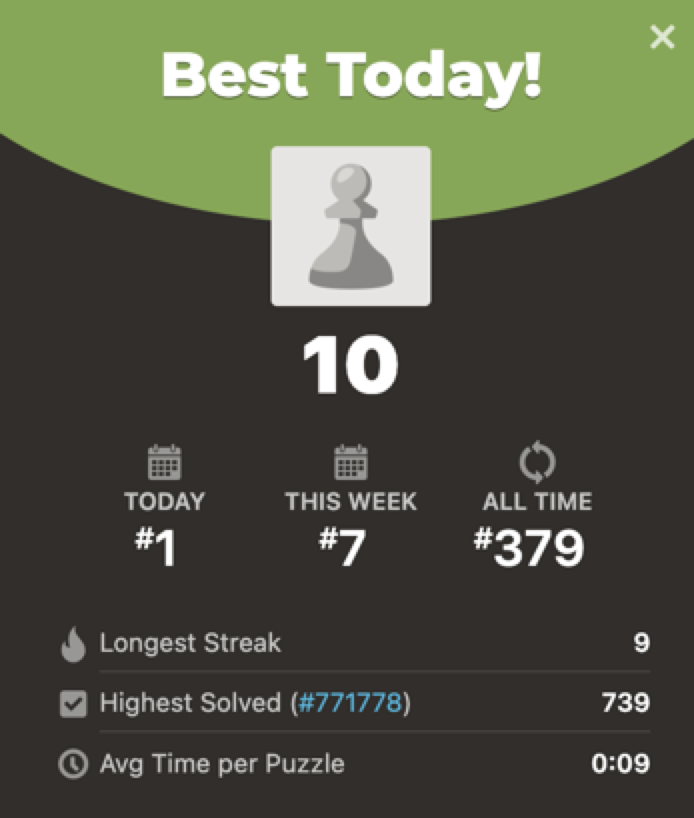 Best Today!
10
TODAY THIS WEEK ALL TIME
#1 #7 #379
Longest Streak 9
Highest Solved (#771778) 739
Avg Time per Puzzle 0:09